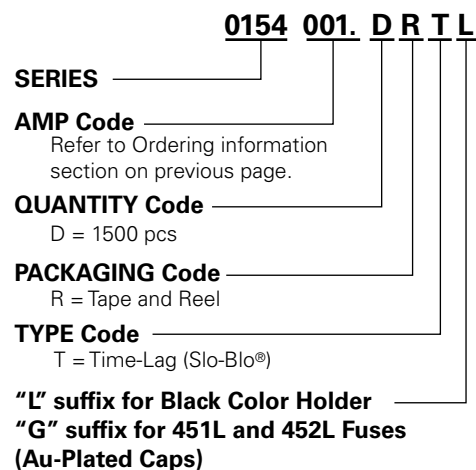 0154 001. D R T L
SERIES
AMP Code
Refer to Ordering information
section on previous page.
QUANTITY Code
D = 1500 pcs
PACKAGING Code
R = Tape and Reel
TYPE Code
T = Time-Lag (Slo-Blo®)
“L” suffix for Black Color Holder
“G” suffix for 451L and 452L Fuses
(Au-Plated Caps)